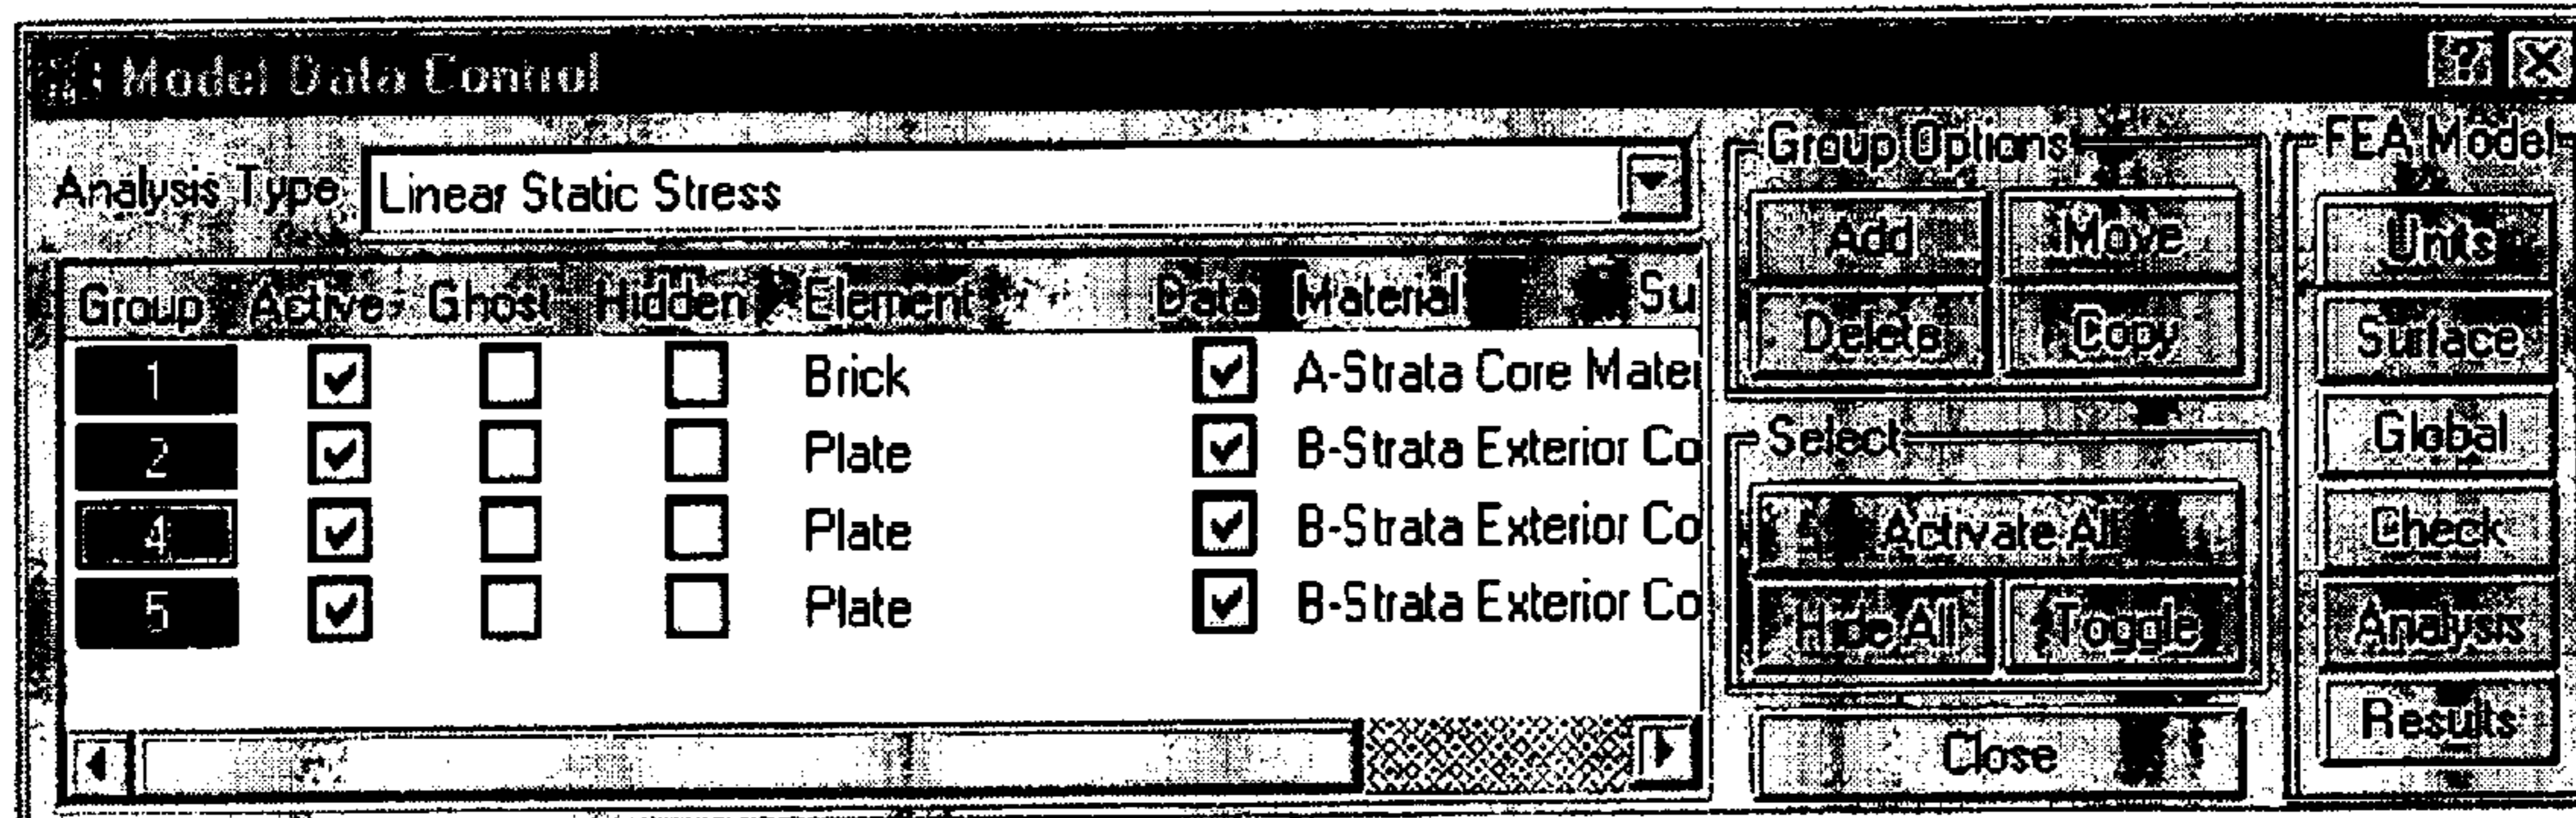 Model Data Control
Analysis Type Linear Static Stress
Group Active Ghost Hidden Element Data Material Su
1 Brick A-Strata Core Mater
2 Plate B-Strata Exterior Co
4 Plate B-Strata Exterior Co
5 Plate B-Strata Exterior Co
Group Options
Add Move
Delete Copy
Select
Activate All
Hide All Toggle
Close
FEA Model
Units
Surface
Global
Check
Analysis
Results